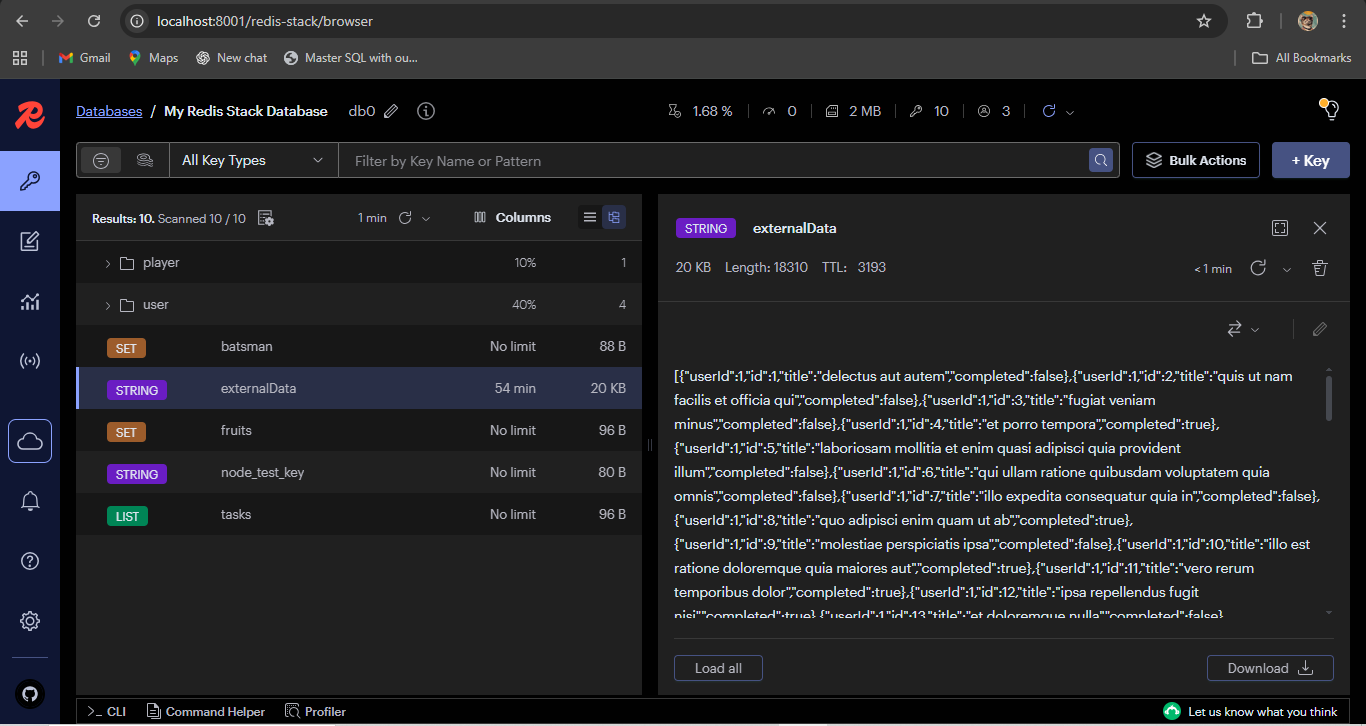 localhost:8001/redis-stack/browser
Gmail Maps New chat Master SQL with ou... All Bookmarks
Databases / My Redis Stack Database db0 1.68 % 0 2 MB 10 3
All Key Types Filter by Key Name or Pattern Bulk Actions + Key
Results: 10. Scanned 10 / 10 1 min Columns
player 10% 1
user 40% 4
SET batsman No limit 88 B
STRING externalData 54 min 20 KB
SET fruits No limit 96 B
STRING node_test_key No limit 80 B
LIST tasks No limit 96 B
STRING externalData
20 KB Length: 18310 TTL: 3193 < 1 min
[{"userId":1,"id":1,"title":"delectus aut autem","completed":false},{"userId":1,"id":2,"title":"quis ut nam
facilis et officia qui","completed":false},{"userId":1,"id":3,"title":"fugiat veniam
minus","completed":false},{"userId":1,"id":4,"title":"et porro tempora","completed":true},
{"userId":1,"id":5,"title":"laboriosam mollitia et enim quasi adipisci quia provident
illum","completed":false},{"userId":1,"id":6,"title":"qui ullam ratione quibusdam voluptatem quia
omnis","completed":false},{"userId":1,"id":7,"title":"illo expedita consequatur quia in","completed":false},
{"userId":1,"id":8,"title":"quo adipisci enim quam ut ab","completed":true},
{"userId":1,"id":9,"title":"molestiae perspiciatis ipsa","completed":false},{"userId":1,"id":10,"title":"illo est
ratione doloremque quia maiores aut","completed":true},{"userId":1,"id":11,"title":"vero rerum
temporibus dolor","completed":true},{"userId":1,"id":12,"title":"ipsa repellendus fugit
nisi","completed":true},{"userId":1,"id":13,"title":"et doloremque nulla","completed":false},
Load all Download
>_ CLI Command Helper Profiler Let us know what you think